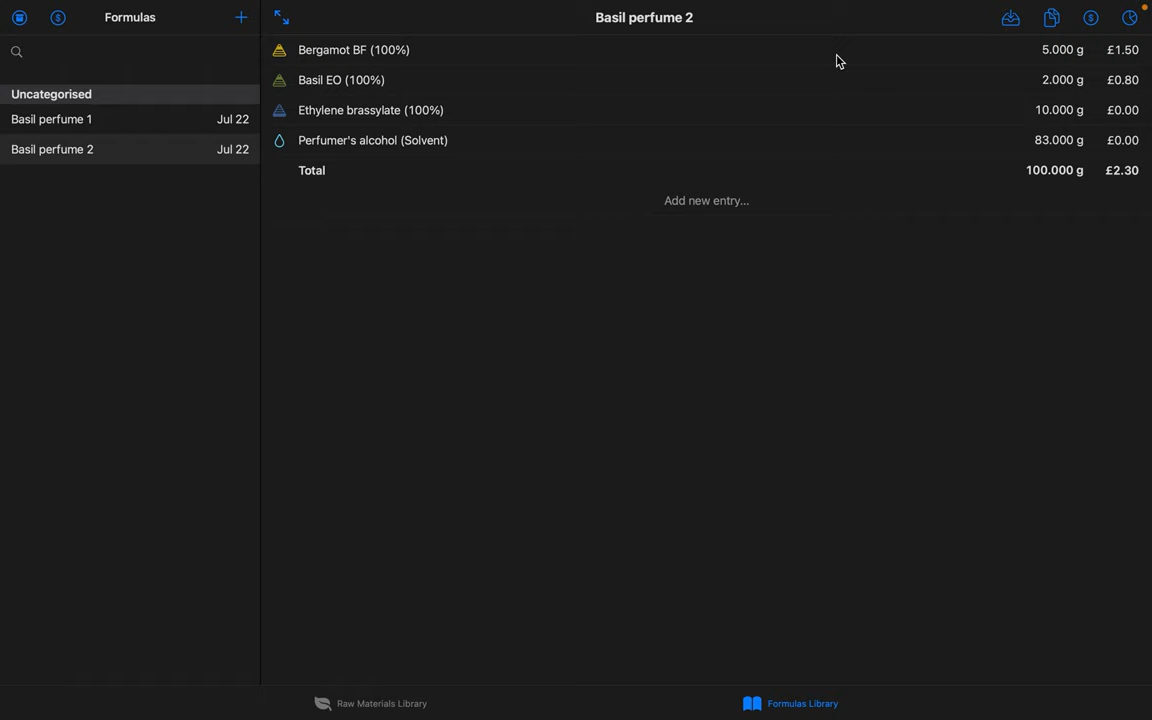 Formulas
Basil perfume 2
Uncategorised
Basil perfume 1 Jul 22
Basil perfume 2 Jul 22
Bergamot BF (100%) 5.000 g £1.50
Basil EO (100%) 2.000 g £0.80
Ethylene brassylate (100%) 10.000 g £0.00
Perfumer's alcohol (Solvent) 83.000 g £0.00
Total 100.000 g £2.30
Add new entry...
Raw Materials Library
Formulas Library